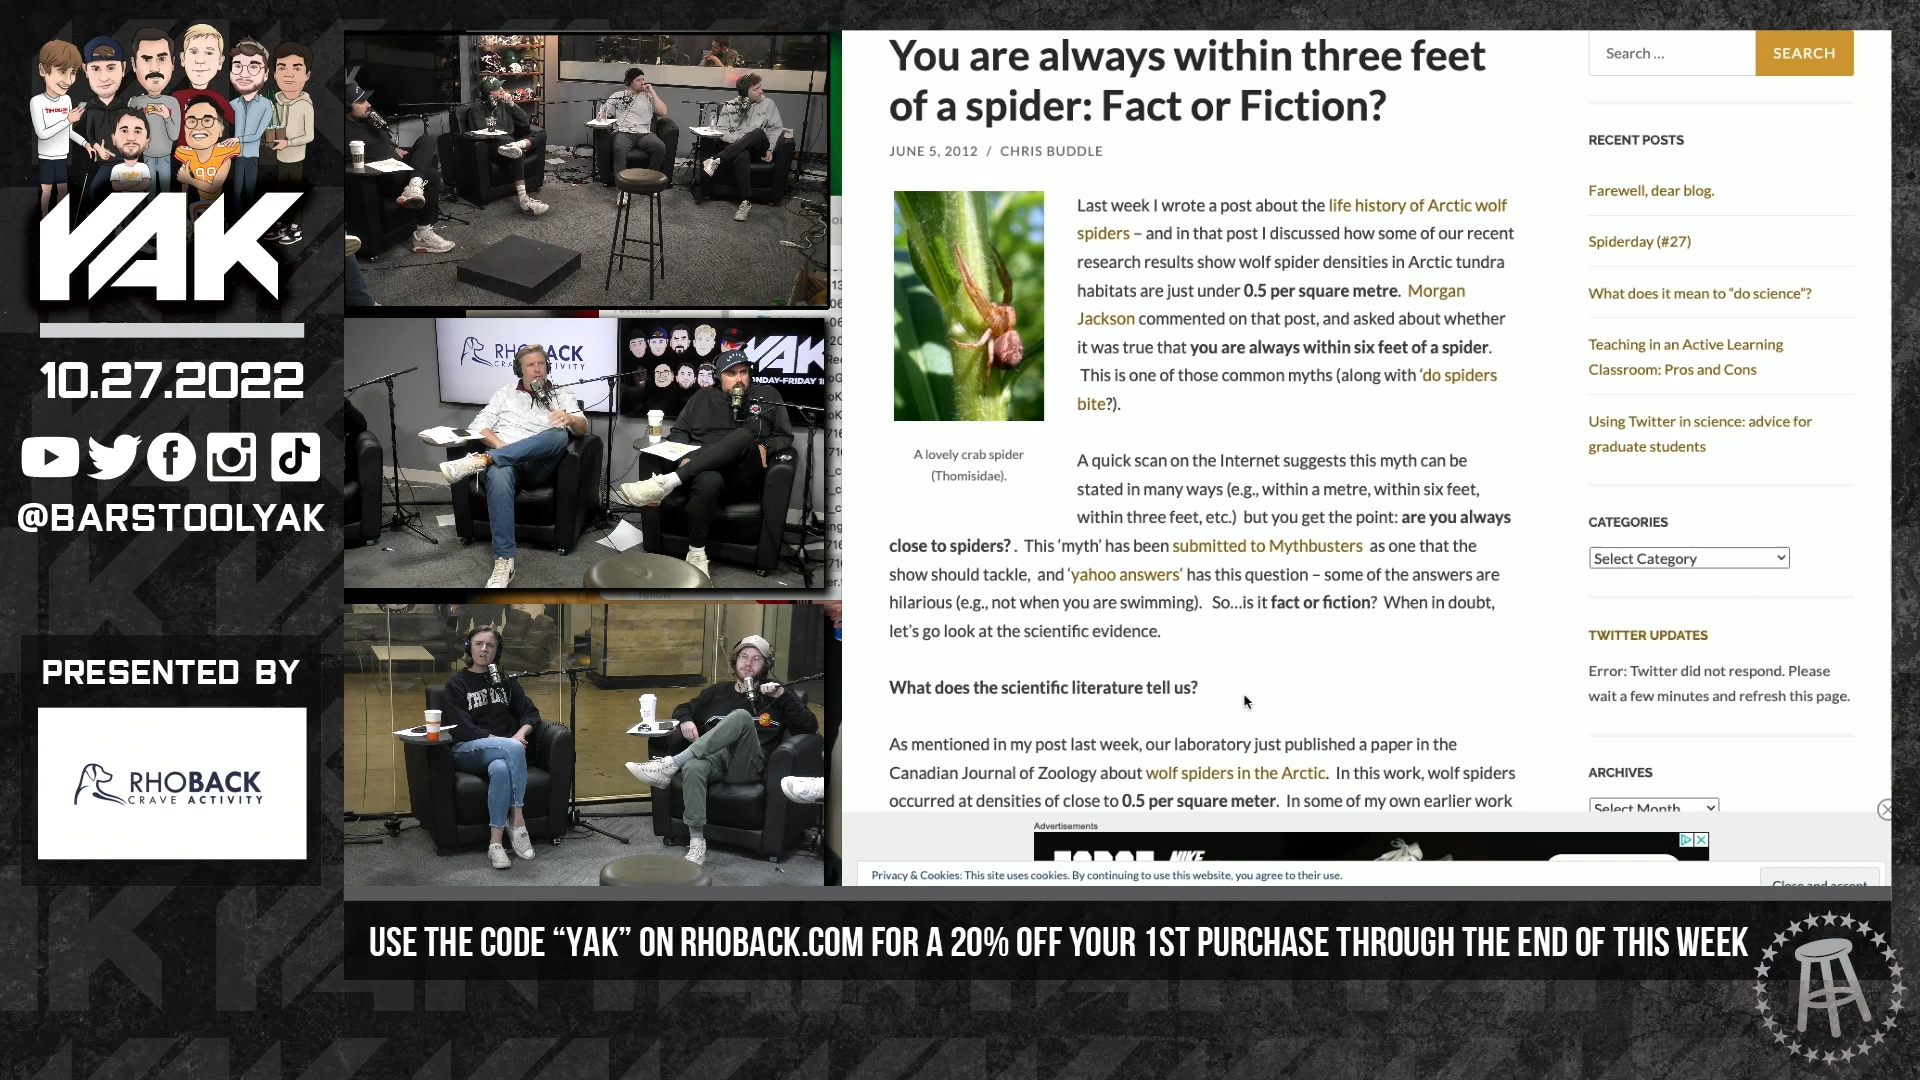 YAK
10.27.2022
@BARSTOOLYAK
PRESENTED BY
RHOBACK
CRAVE ACTIVITY
RHOBACK
CRAVE ACTIVITY
YAK
MONDAY-FRIDAY
You are always within three feet
of a spider: Fact or Fiction?
JUNE 5, 2012 / CHRIS BUDDLE
A lovely crab spider
(Thomisidae).
Last week I wrote a post about the life history of Arctic wolf
spiders – and in that post I discussed how some of our recent
research results show wolf spider densities in Arctic tundra
habitats are just under 0.5 per square metre. Morgan
Jackson commented on that post, and asked about whether
it was true that you are always within six feet of a spider.
This is one of those common myths (along with ‘do spiders
bite?).
A quick scan on the Internet suggests this myth can be
stated in many ways (e.g., within a metre, within six feet,
within three feet, etc.) but you get the point: are you always
close to spiders? . This ‘myth’ has been submitted to Mythbusters as one that the
show should tackle, and ‘yahoo answers‘ has this question – some of the answers are
hilarious (e.g., not when you are swimming). So…is it fact or fiction? When in doubt,
let’s go look at the scientific evidence.
What does the scientific literature tell us?
As mentioned in my post last week, our laboratory just published a paper in the
Canadian Journal of Zoology about wolf spiders in the Arctic. In this work, wolf spiders
occurred at densities of close to 0.5 per square meter. In some of my own earlier work
Search ...
SEARCH
RECENT POSTS
Farewell, dear blog.
Spiderday (#27)
What does it mean to “do science”?
Teaching in an Active Learning
Classroom: Pros and Cons
Using Twitter in science: advice for
graduate students
CATEGORIES
Select Category
TWITTER UPDATES
Error: Twitter did not respond. Please
wait a few minutes and refresh this page.
ARCHIVES
Select Month
Advertisements
NIKE
Privacy & Cookies: This site uses cookies. By continuing to use this website, you agree to their use.
Close and accept
USE THE CODE “YAK” ON RHOBACK.COM FOR A 20% OFF YOUR 1ST PURCHASE THROUGH THE END OF THIS WEEK